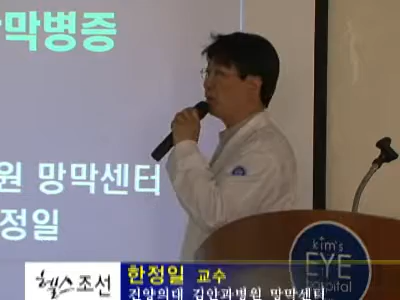 막병증
원 망막센터
정일
kim's
EYE
hospital
헬스조선
한정일 교수
건양의대 김안과병원 망막센터